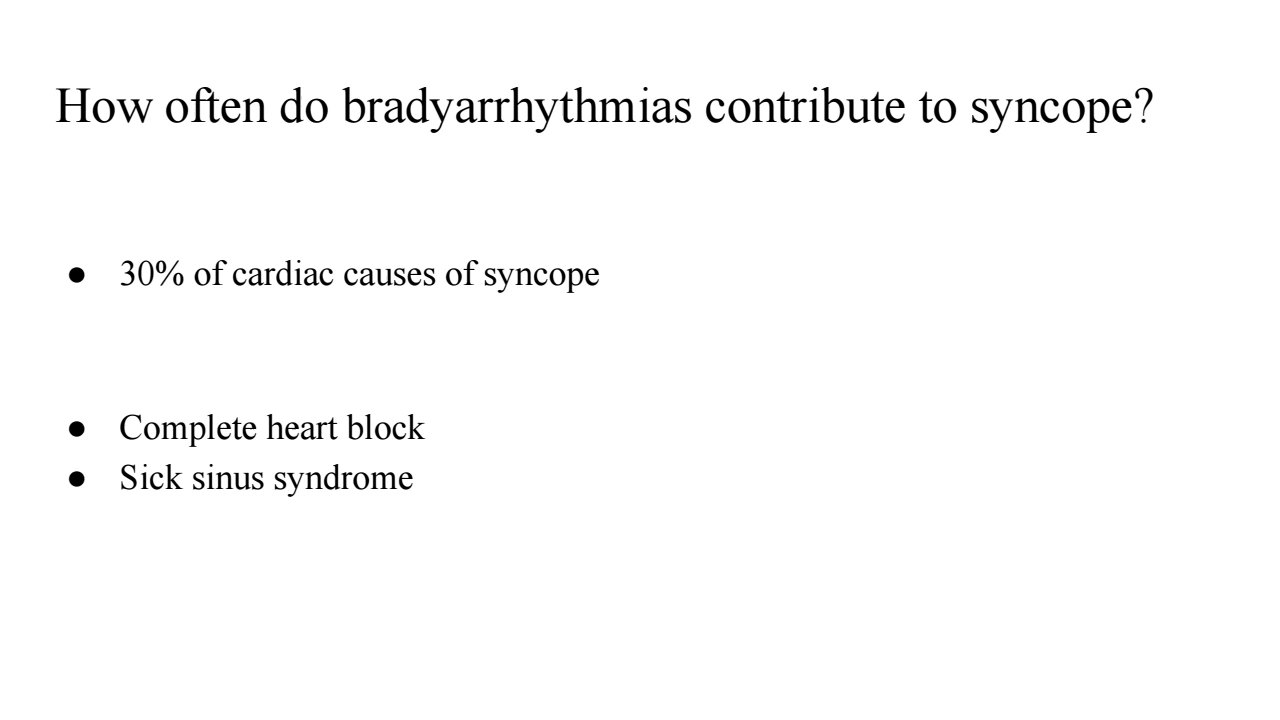 How often do bradyarrhythmias contribute to syncope?
● 30% of cardiac causes of syncope
● Complete heart block
● Sick sinus syndrome